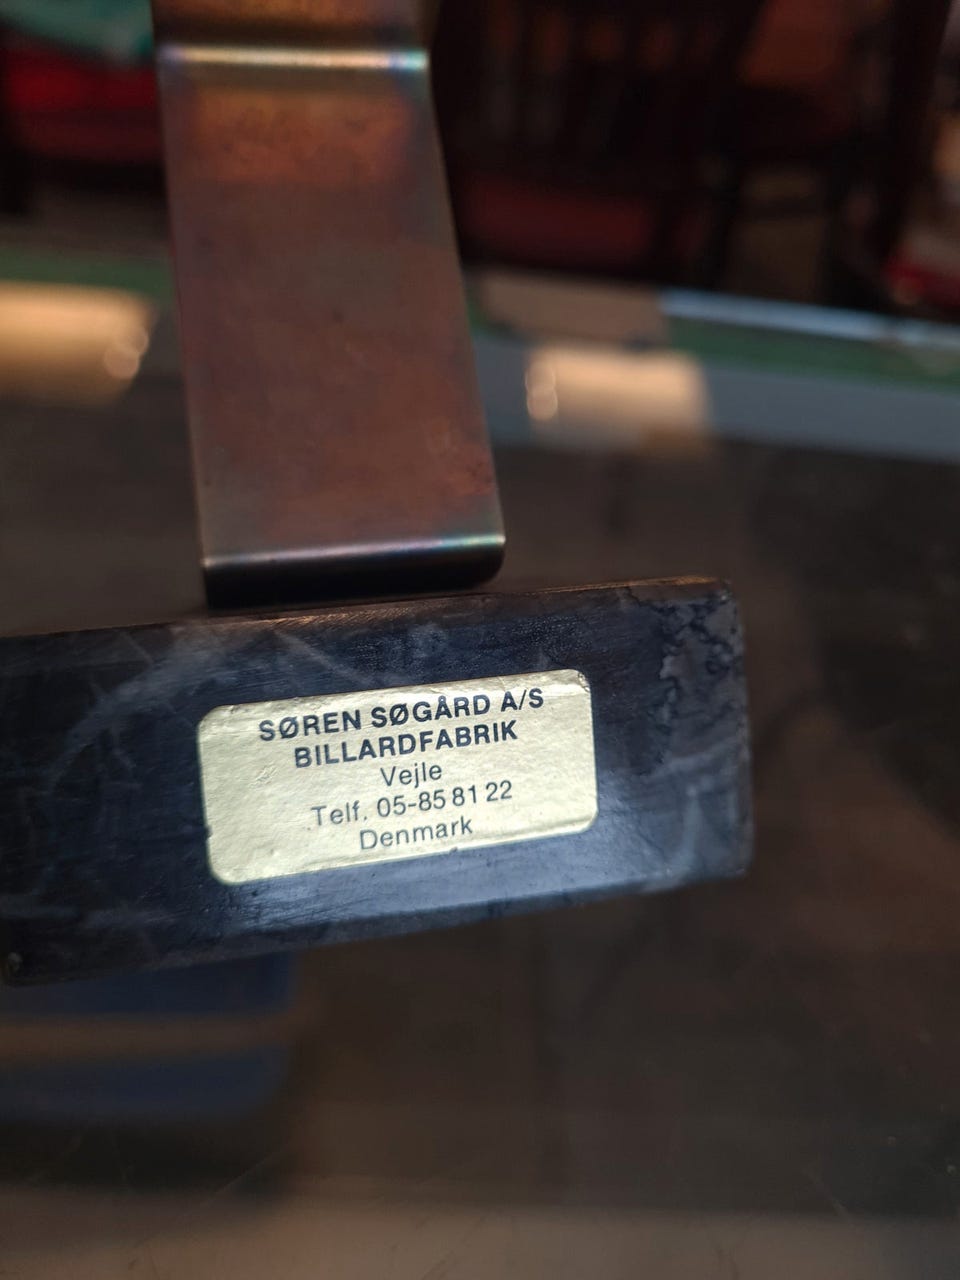 SØREN SØGÅRD A/S
BILLARDFABRIK
Vejle
Telf. 05-85 81 22
Denmark